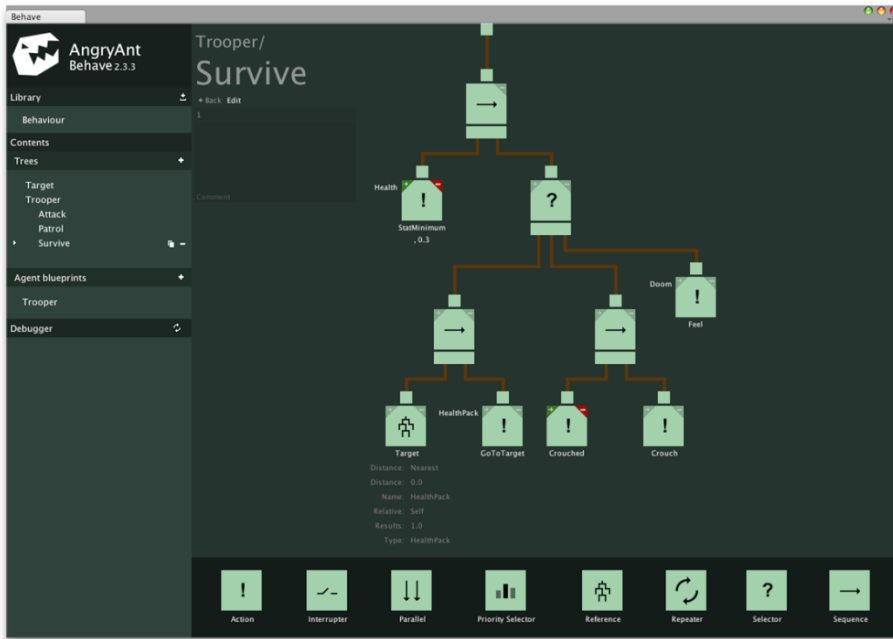 Behave
AngryAnt
Behave 2.3.3
Library
Behaviour
Contents
Trees
Target
Trooper
Attack
Patrol
Survive
Agent blueprints
Trooper
Debugger
Trooper/
Survive
Back Edit
1
Comment
Health
!
StatMinimum
, 0.3
?
Doom
!
Feel
Target
HealthPack
!
GoToTarget
!
Crouched
!
Crouch
Distance: Nearest
Distance: 0.0
Name: HealthPack
Relative: Self
Results: 1.0
Type: HealthPack
!
Action
Interrupter
Parallel
Priority Selector
Reference
Repeater
?
Selector
Sequence